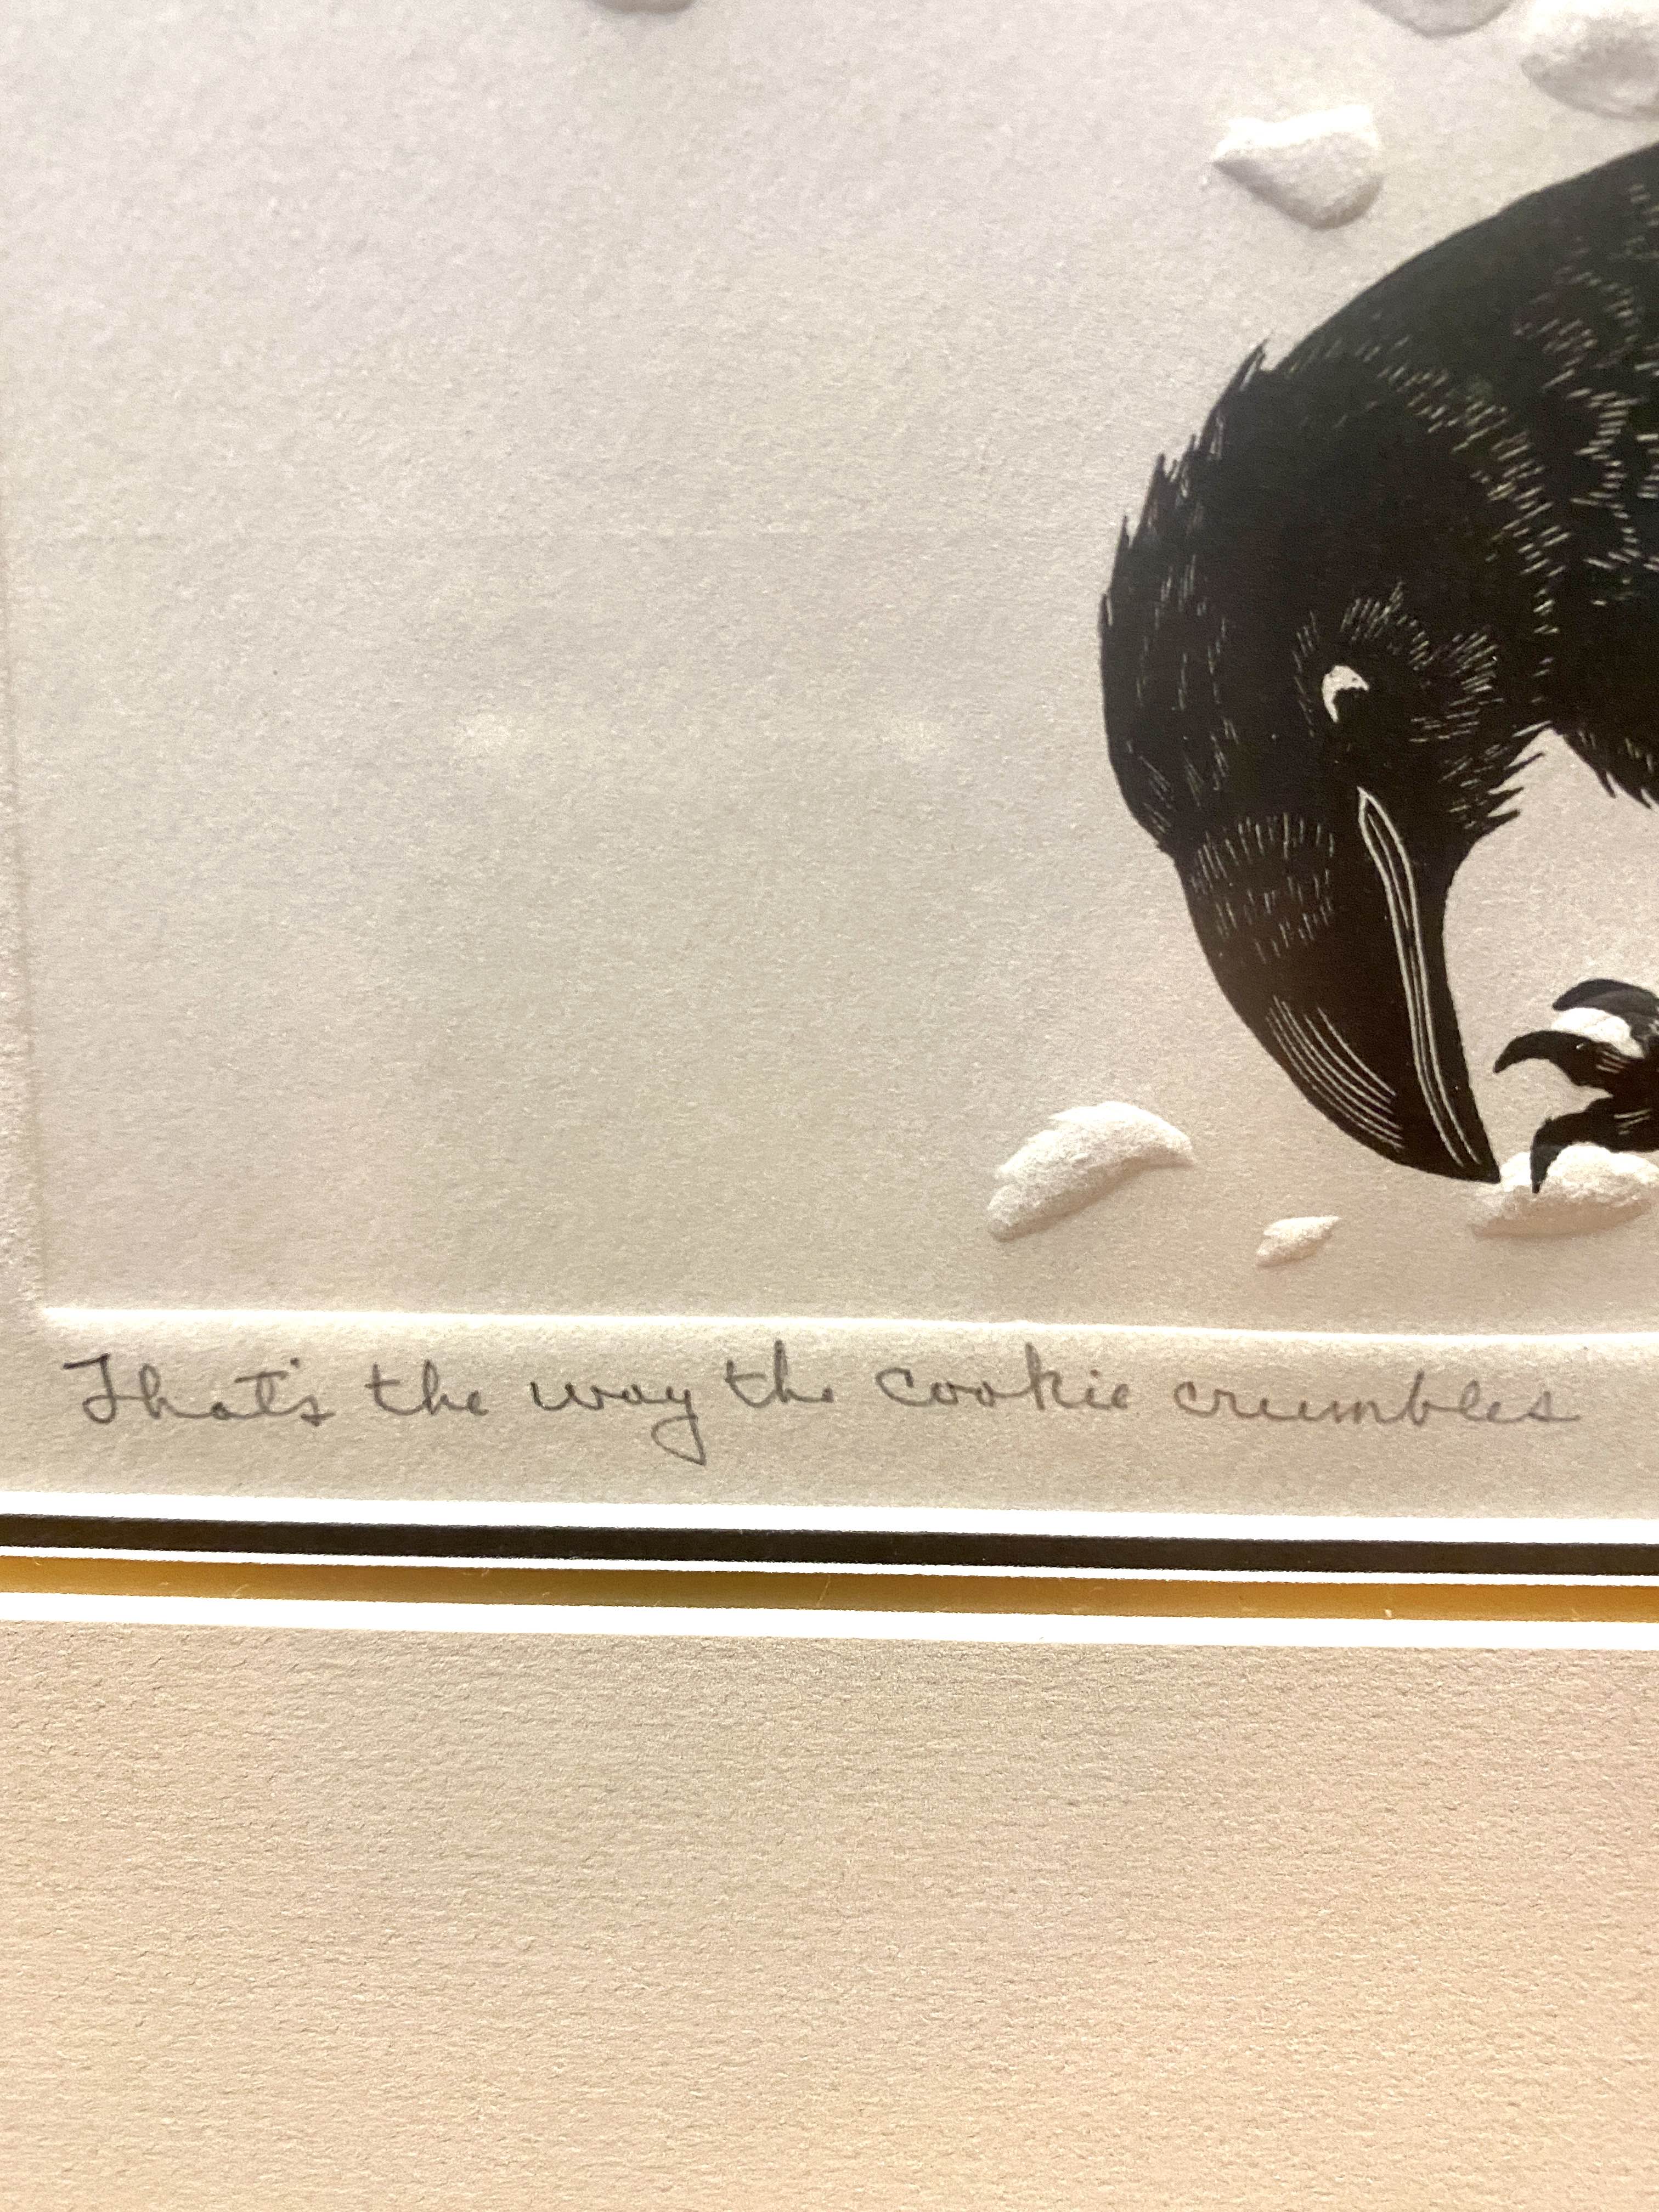 That's the way the cookie crumbles